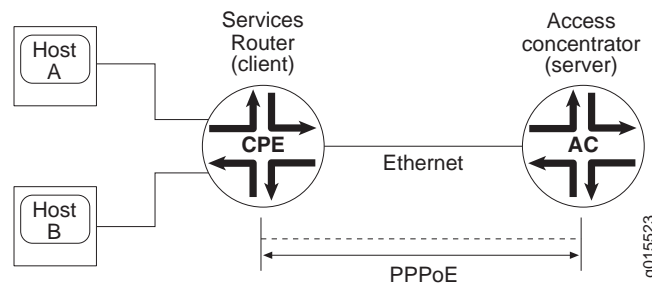 Services
Router
(client)
Access
concentrator
(server)
Host
A
CPE
AC
Ethernet
Host
B
PPPoE
g015523